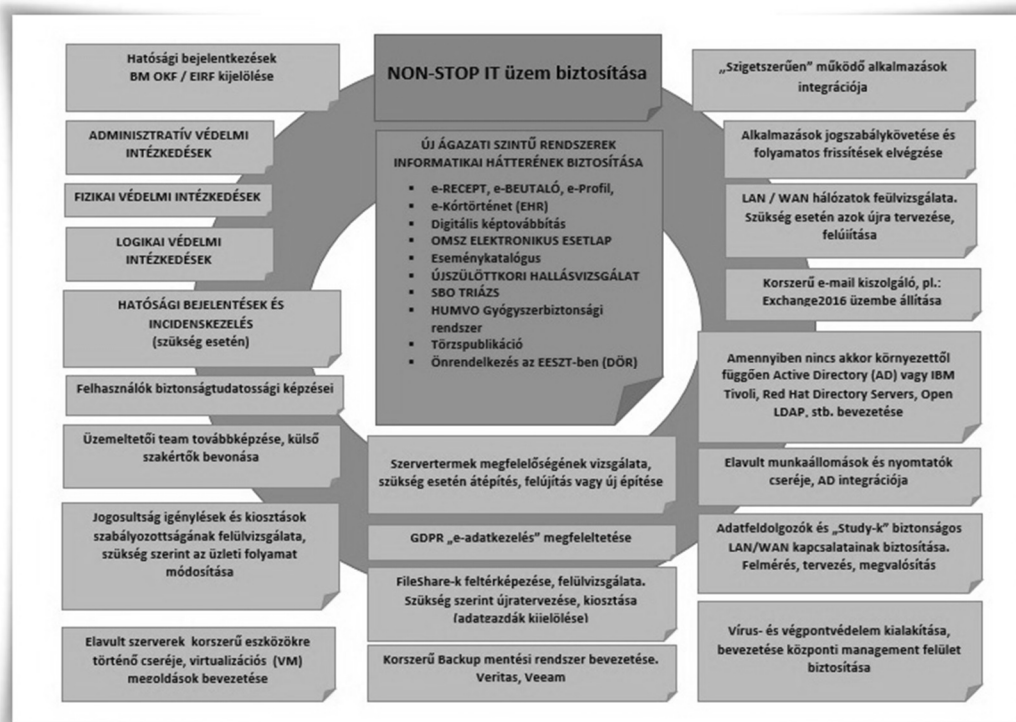 Hatósági bejelentkezések
BM OKF / EIRF kijelölése
ADMINISZTRATÍV VÉDELMI
INTÉZKEDÉSEK
FIZIKAI VÉDELMI INTÉZKEDÉSEK
LOGIKAI VÉDELMI
INTÉZKEDÉSEK
HATÓSÁGI BEJELENTÉSEK ÉS
INCIDENSKEZELÉS
(szükség esetén)
Felhasználók biztonságtudatossági képzései
Üzemeltetői team továbbképzése, külső
szakértők bevonása
Jogosultság igénylések és kiosztások
szabályozottságának felülvizsgálata,
szükség szerint az üzleti folyamat
módosítása
Elavult szerverek korszerű eszközökre
történő cseréje, virtualizációs (VM)
megoldások bevezetése
NON-STOP IT üzem biztosítása
ÚJ ÁGAZATI SZINTŰ RENDSZEREK
INFORMATIKAI HÁTTERÉNEK BIZTOSÍTÁSA
▪ e-RECEPT, e-BEUTALÓ, e-Profil,
▪ e-Kórtörténet (EHR)
▪ Digitális képtovábbítás
▪ OMSZ ELEKTRONIKUS ESETLAP
▪ Eseménykatalógus
▪ ÚJSZÜLÖTTKORI HALLÁSVIZSGÁLAT
▪ SBO TRIÁZS
▪ HUMVO Gyógyszerbiztonsági
rendszer
▪ Törzspublikáció
▪ Önrendelkezés az EESZT-ben (DÖR)
Szervertermek megfelelőségének vizsgálata,
szükség esetén átépítés, felújítás vagy új építése
GDPR „e-adatkezelés” megfeleltetése
FileShare-k feltérképezése, felülvizsgálata.
Szükség szerint újratervezése, kiosztása
(adatgazdák kijelölése)
Korszerű Backup mentési rendszer bevezetése.
Veritas, Veeam
„Szigetszerűen” működő alkalmazások
integrációja
Alkalmazások jogszabálykövetése és
folyamatos frissítések elvégzése
LAN / WAN hálózatok feülvizsgálata.
Szükség esetén azok újra tervezése,
felújítása
Korszerű e-mail kiszolgáló, pl.:
Exchange2016 üzembe állítása
Amennyiben nincs akkor környezettől
függően Active Directory (AD) vagy IBM
Tivoli, Red Hat Directory Servers, Open
LDAP, stb. bevezetése
Elavult munkaállomások és nyomtatók
cseréje, AD integrációja
Adatfeldolgozók és „Study-k” biztonságos
LAN/WAN kapcsalatainak biztosítása.
Felmérés, tervezés, megvalósítás
Vírus- és végpontvédelem kialakítása,
bevezetése központi management felület
biztosítása